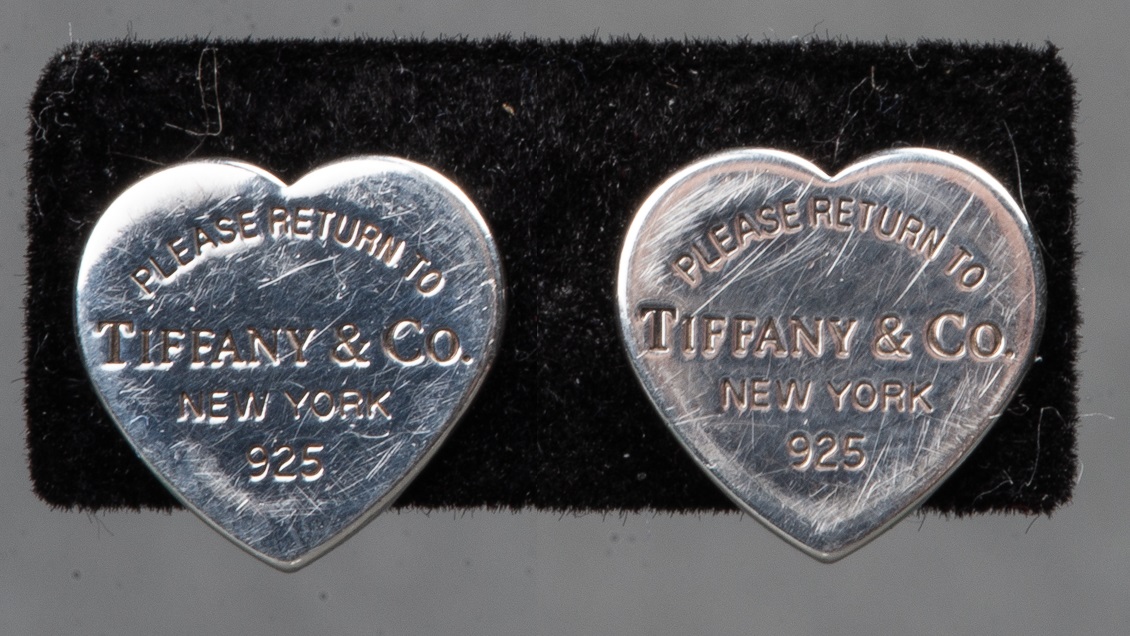 PLEASE RETURN TO
TIFFANY & CO.
NEW YORK
925
PLEASE RETURN TO
TIFFANY & CO.
NEW YORK
925